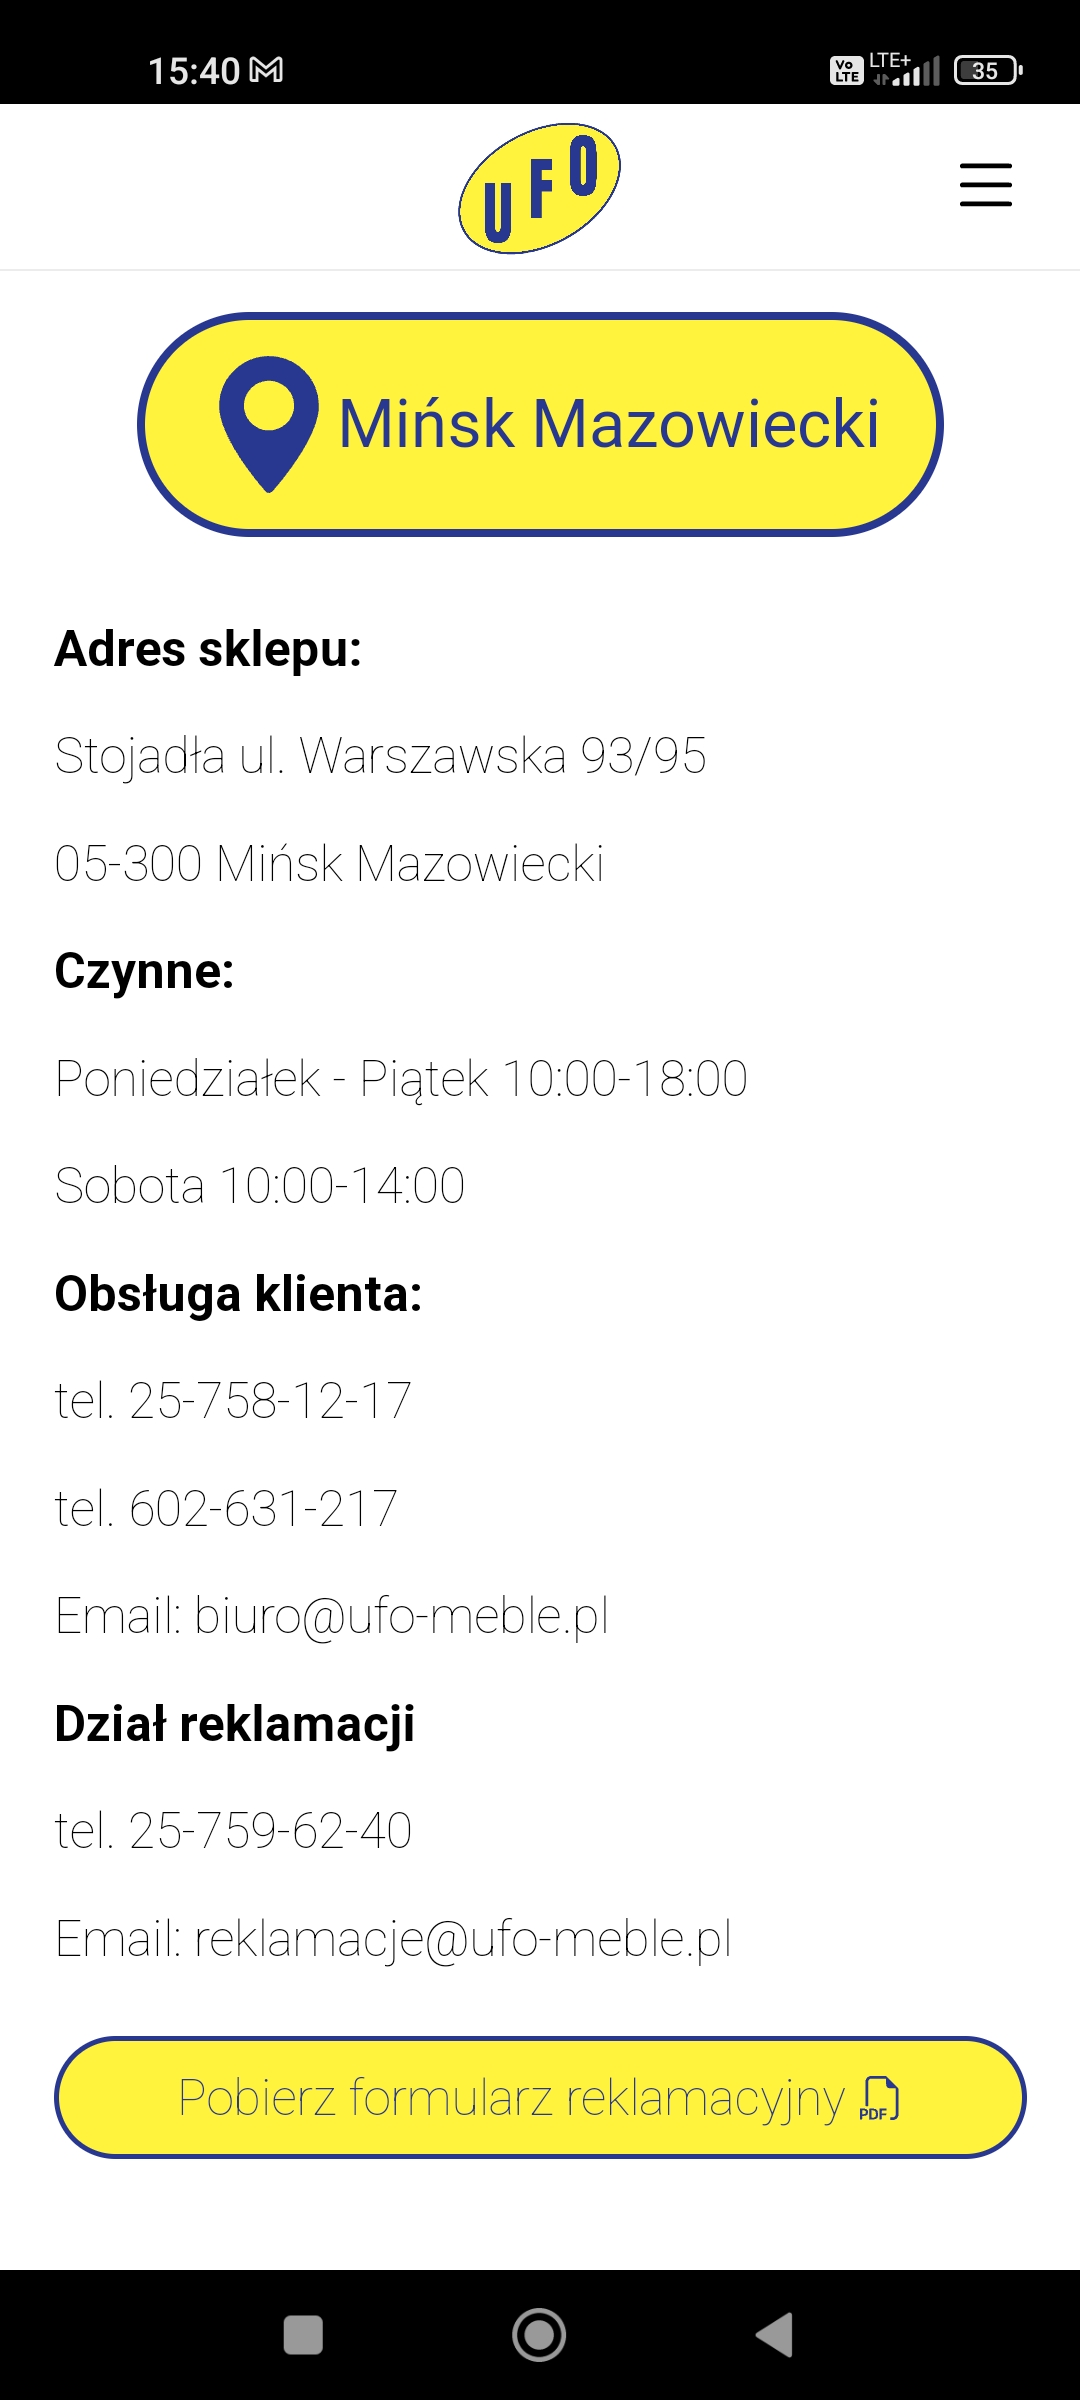 15:40
Vo LTE LTE+ 35
UFO
Mińsk Mazowiecki
Adres sklepu:
Stojadła ul. Warszawska 93/95
05-300 Mińsk Mazowiecki
Czynne:
Poniedziałek - Piątek 10:00-18:00
Sobota 10:00-14:00
Obsługa klienta:
tel. 25-758-12-17
tel. 602-631-217
Email: biuro@ufo-meble.pl
Dział reklamacji
tel. 25-759-62-40
Email: reklamacje@ufo-meble.pl
Pobierz formularz reklamacyjny PDF